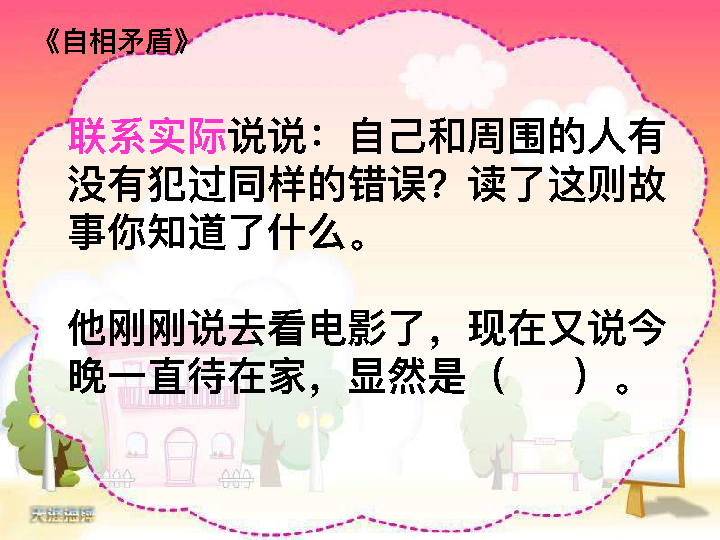 《自相矛盾》
联系实际说说：自己和周围的人有
没有犯过同样的错误？读了这则故
事你知道了什么。
他刚刚说去看电影了，现在又说今
晚一直待在家，显然是（　　）。